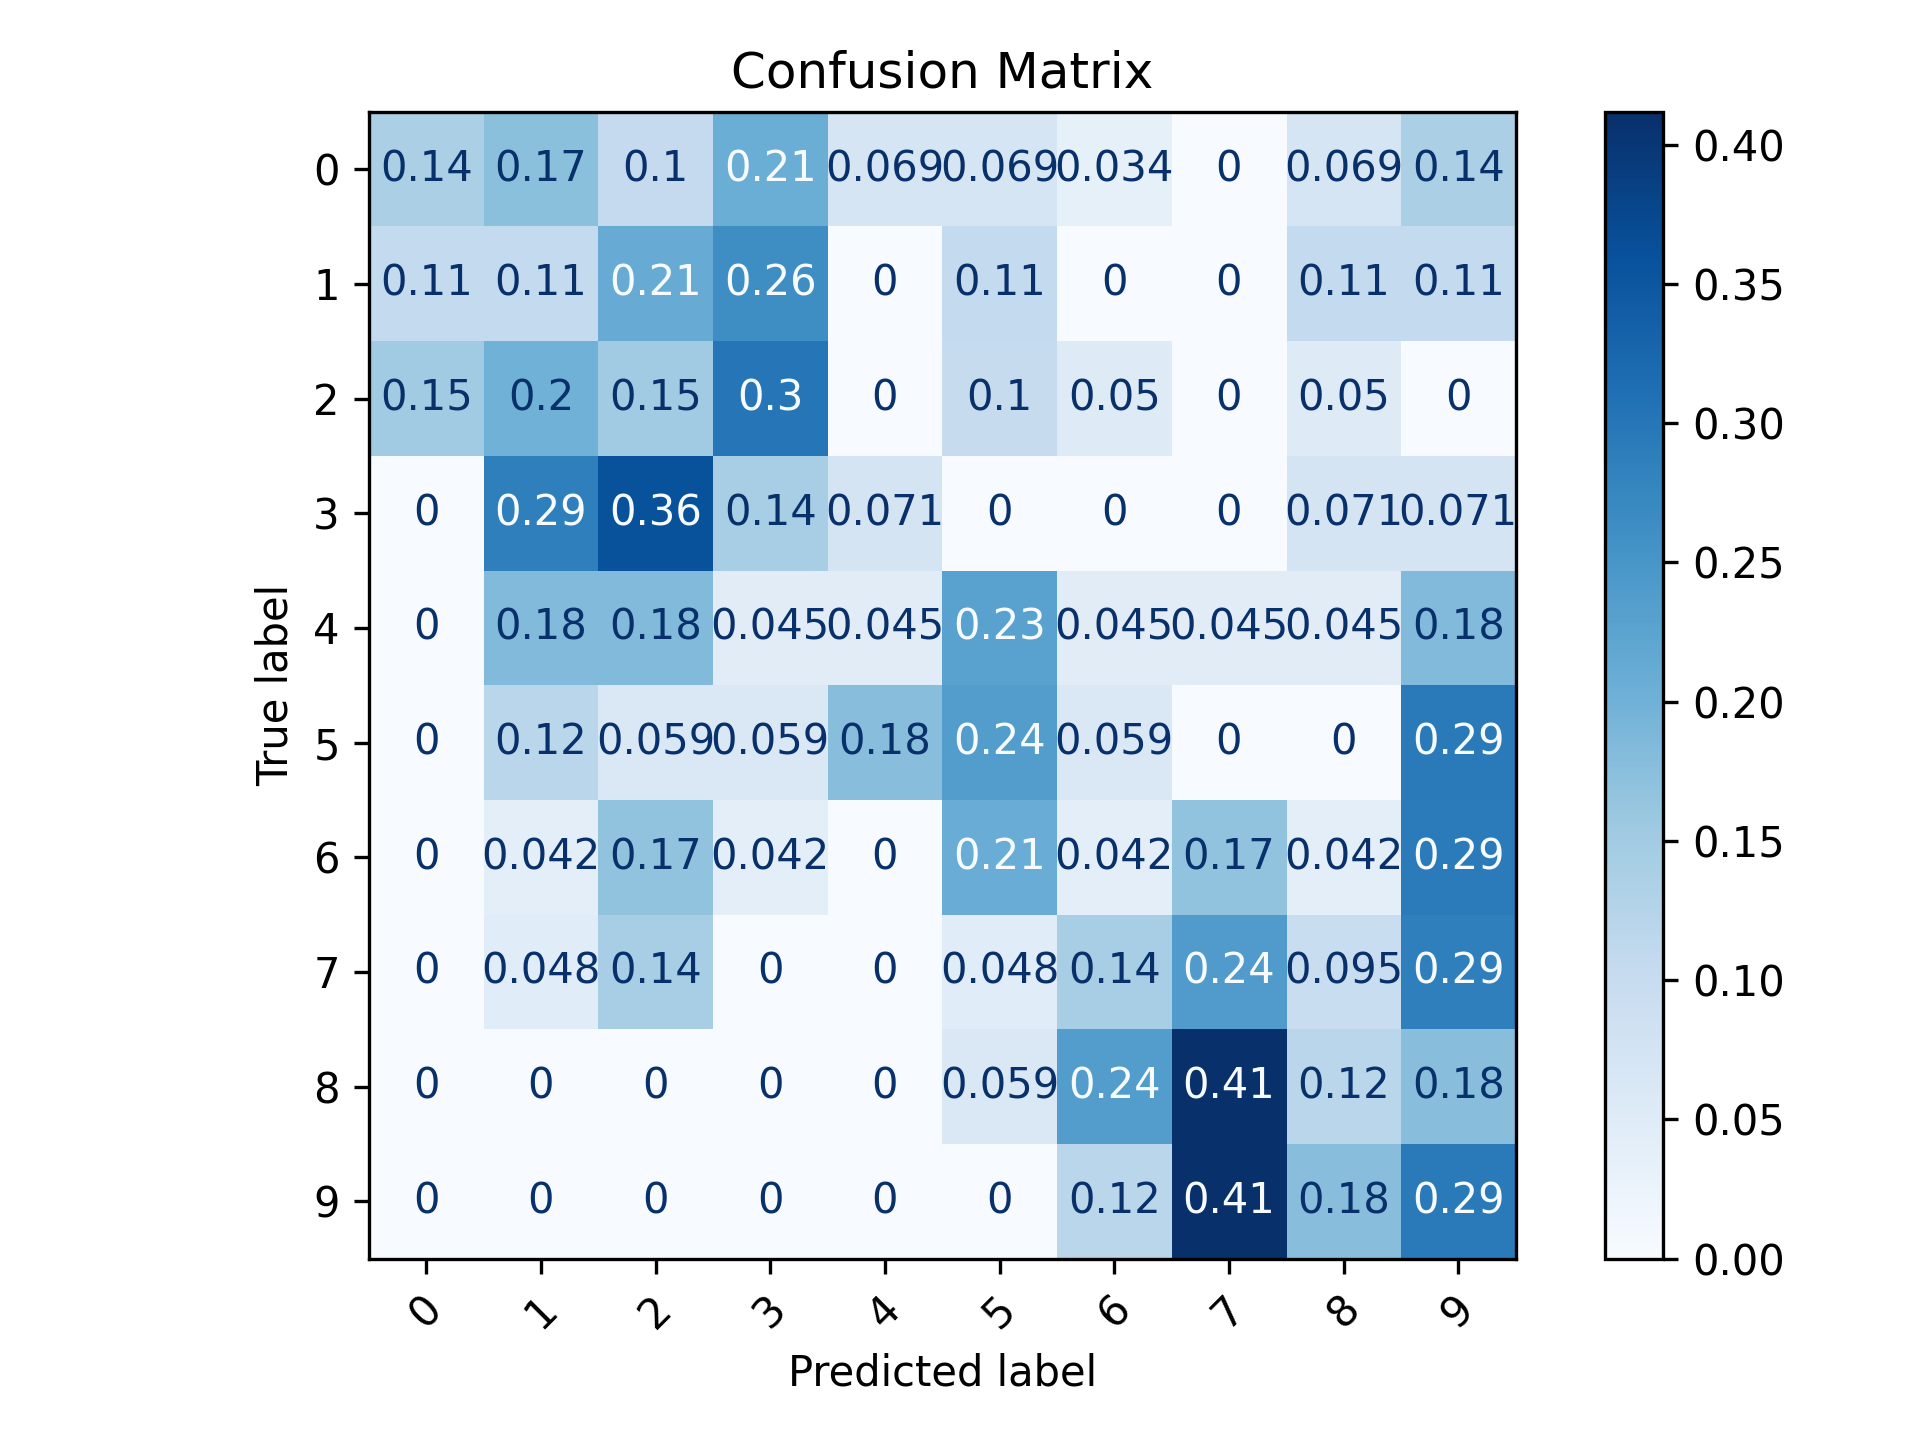 Confusion Matrix
0 0.14 0.17 0.1 0.21 0.069 0.069 0.034 0 0.069 0.14
1 0.11 0.11 0.21 0.26 0 0.11 0 0 0.11 0.11
2 0.15 0.2 0.15 0.3 0 0.1 0.05 0 0.05 0
3 0 0.29 0.36 0.14 0.071 0 0 0 0.071 0.071
4 0 0.18 0.18 0.045 0.045 0.23 0.045 0.045 0.045 0.18
5 0 0.12 0.059 0.059 0.18 0.24 0.059 0 0 0.29
6 0 0.042 0.17 0.042 0 0.21 0.042 0.17 0.042 0.29
7 0 0.048 0.14 0 0 0.048 0.14 0.24 0.095 0.29
8 0 0 0 0 0 0.059 0.24 0.41 0.12 0.18
9 0 0 0 0 0 0 0.12 0.41 0.18 0.29
0 1 2 3 4 5 6 7 8 9
Predicted label
True label
0.40
0.35
0.30
0.25
0.20
0.15
0.10
0.05
0.00